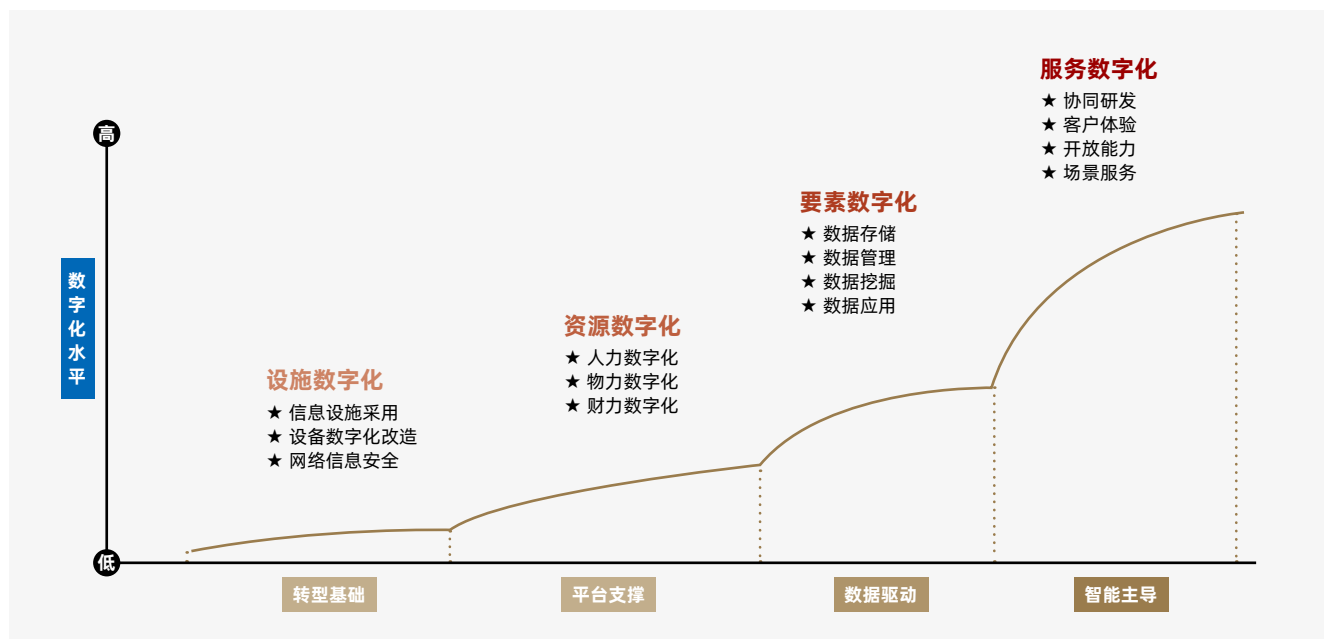 服务数字化
★ 协同研发
★ 客户体验
★ 开放能力
★ 场景服务
高
要素数字化
★ 数据存储
★ 数据管理
★ 数据挖掘
★ 数据应用
数字化水平
资源数字化
★ 人力数字化
★ 物力数字化
★ 财力数字化
设施数字化
★ 信息设施采用
★ 设备数字化改造
★ 网络信息安全
低
转型基础
平台支撑
数据驱动
智能主导